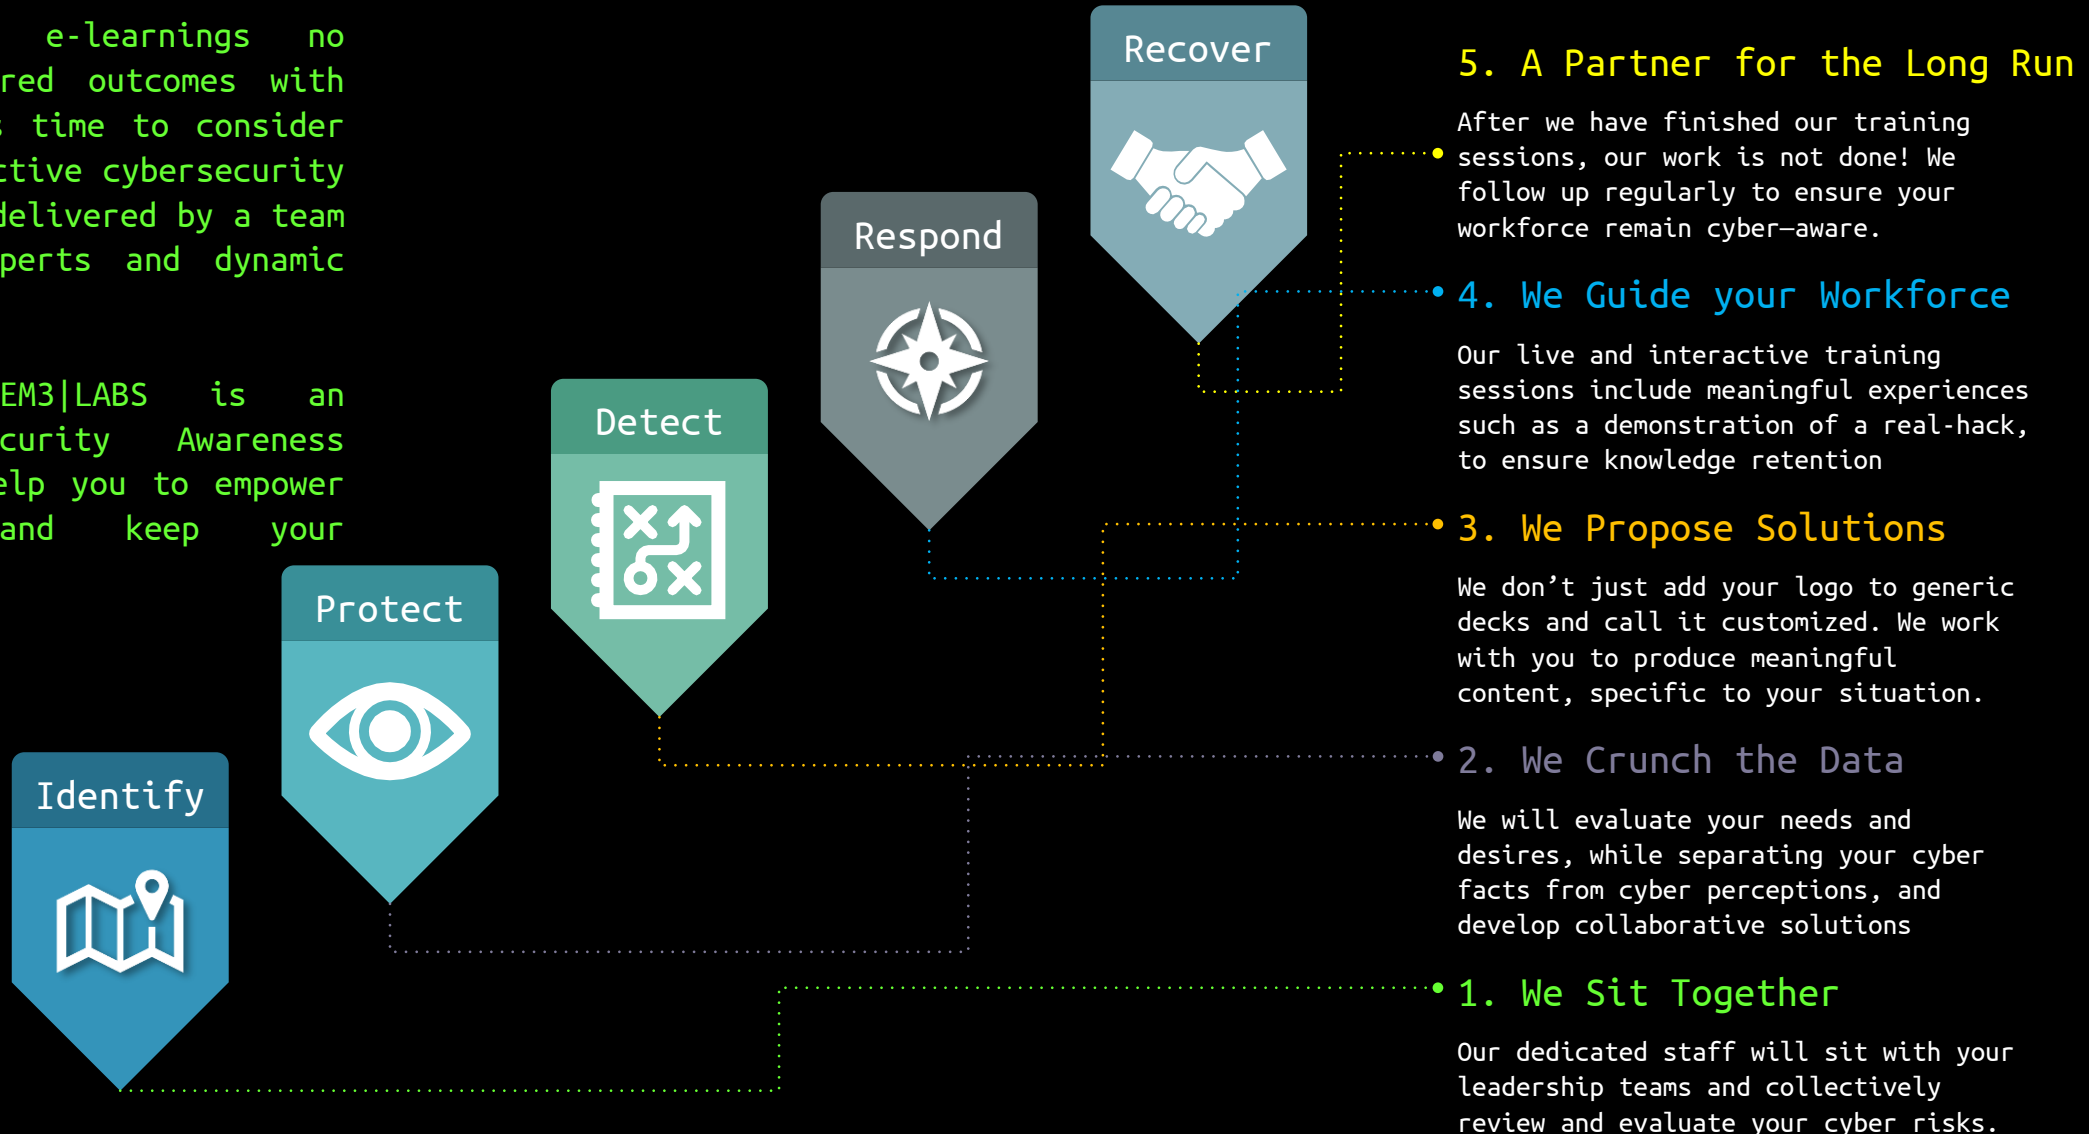 e-learnings no
outcomes with
time to consider
cybersecurity
delivered by a team
and dynamic
EM3|LABS is an
Awareness
you to empower
and keep your
Recover
Respond
Detect
Protect
Identify
5. A Partner for the Long Run
After we have finished our training
sessions, our work is not done! We
follow up regularly to ensure your
workforce remain cyber–aware.
4. We Guide your Workforce
Our live and interactive training
sessions include meaningful experiences
such as a demonstration of a real-hack,
to ensure knowledge retention
3. We Propose Solutions
We don’t just add your logo to generic
decks and call it customized. We work
with you to produce meaningful
content, specific to your situation.
2. We Crunch the Data
We will evaluate your needs and
desires, while separating your cyber
facts from cyber perceptions, and
develop collaborative solutions
1. We Sit Together
Our dedicated staff will sit with your
leadership teams and collectively
review and evaluate your cyber risks.